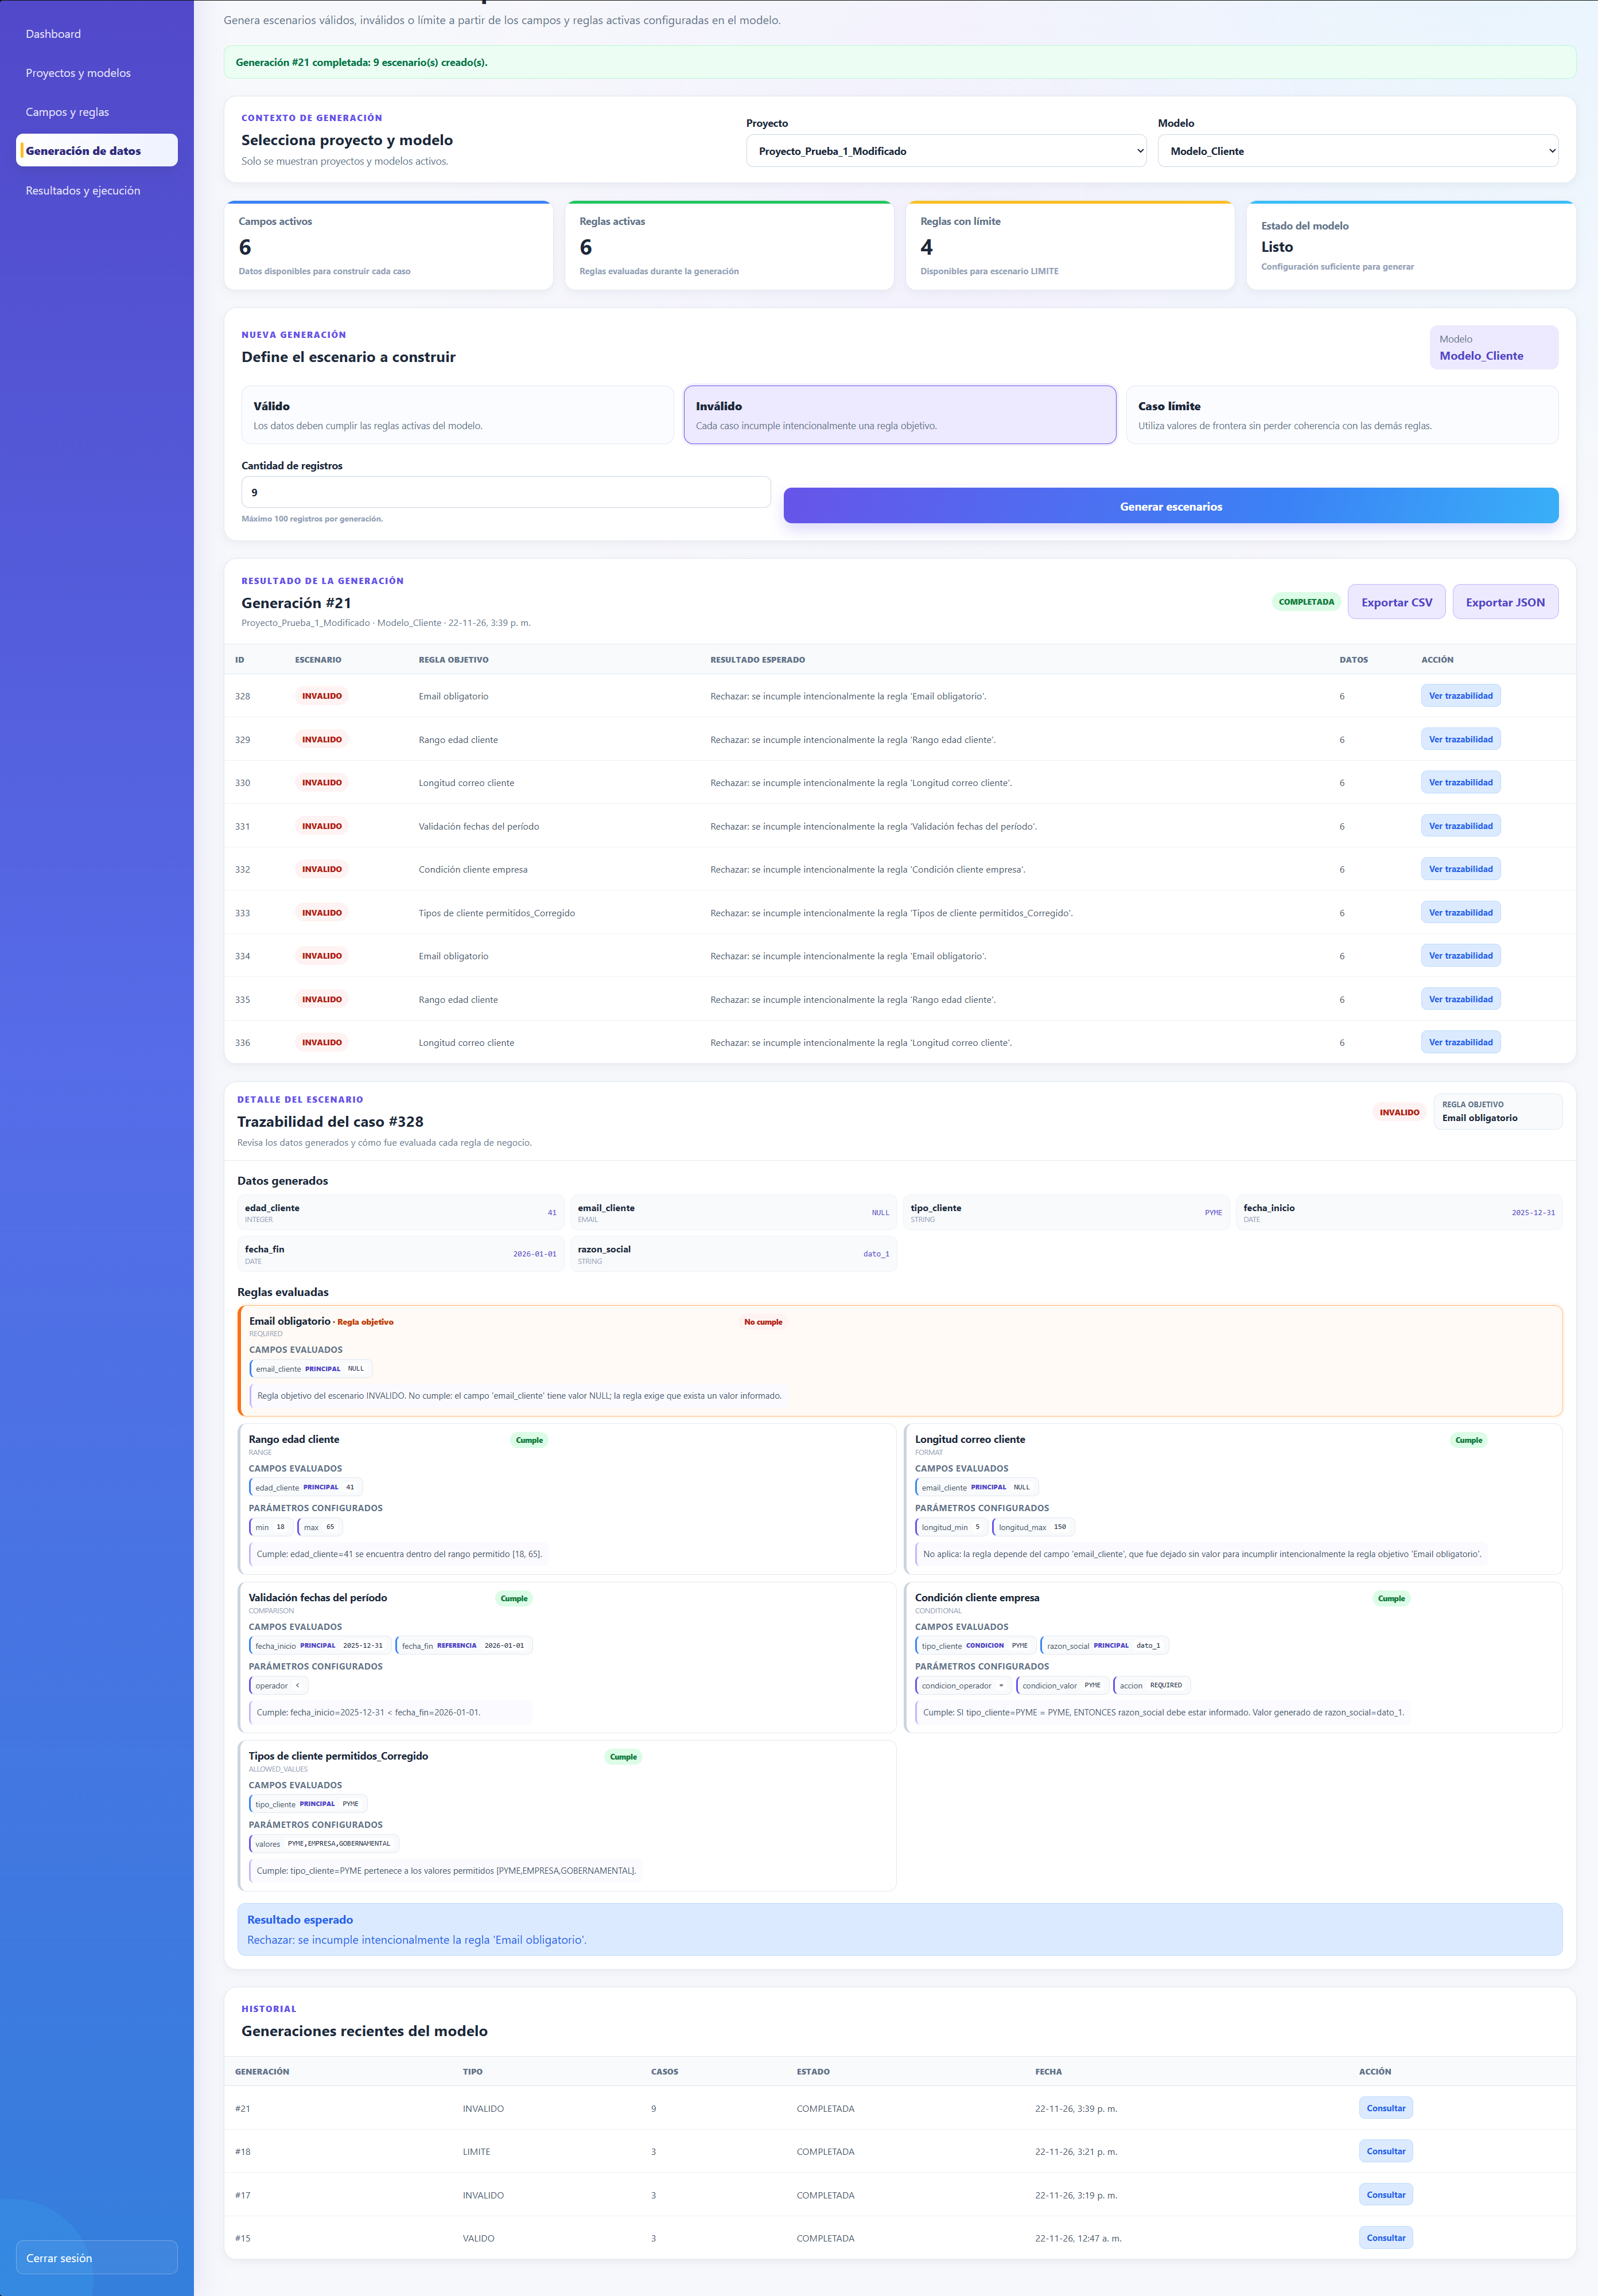 Dashboard
Proyectos y modelos
Campos y reglas
Generación de datos
Resultados y ejecución
Cerrar sesión
Genera escenarios válidos, inválidos o límite a partir de los campos y reglas activas configuradas en el modelo.
Generación #21 completada: 9 escenario(s) creado(s).
CONTEXTO DE GENERACIÓN
Selecciona proyecto y modelo
Solo se muestran proyectos y modelos activos.
Proyecto
Proyecto_Prueba_1_Modificado
Modelo
Modelo_Cliente
Campos activos
6
Datos disponibles para construir cada caso
Reglas activas
6
Reglas evaluadas durante la generación
Reglas con límite
4
Disponibles para escenario LIMITE
Estado del modelo
Listo
Configuración suficiente para generar
NUEVA GENERACIÓN
Define el escenario a construir
Modelo
Modelo_Cliente
Válido
Los datos deben cumplir las reglas activas del modelo.
Inválido
Cada caso incumple intencionalmente una regla objetivo.
Caso límite
Utiliza valores de frontera sin perder coherencia con las demás reglas.
Cantidad de registros
9
Máximo 100 registros por generación.
Generar escenarios
RESULTADO DE LA GENERACIÓN
Generación #21
Proyecto_Prueba_1_Modificado · Modelo_Cliente · 22-11-26, 3:39 p. m.
COMPLETADA
Exportar CSV
Exportar JSON
ID ESCENARIO REGLA OBJETIVO RESULTADO ESPERADO DATOS ACCIÓN
328 INVALIDO Email obligatorio Rechazar: se incumple intencionalmente la regla 'Email obligatorio'. 6 Ver trazabilidad
329 INVALIDO Rango edad cliente Rechazar: se incumple intencionalmente la regla 'Rango edad cliente'. 6 Ver trazabilidad
330 INVALIDO Longitud correo cliente Rechazar: se incumple intencionalmente la regla 'Longitud correo cliente'. 6 Ver trazabilidad
331 INVALIDO Validación fechas del período Rechazar: se incumple intencionalmente la regla 'Validación fechas del período'. 6 Ver trazabilidad
332 INVALIDO Condición cliente empresa Rechazar: se incumple intencionalmente la regla 'Condición cliente empresa'. 6 Ver trazabilidad
333 INVALIDO Tipos de cliente permitidos_Corregido Rechazar: se incumple intencionalmente la regla 'Tipos de cliente permitidos_Corregido'. 6 Ver trazabilidad
334 INVALIDO Email obligatorio Rechazar: se incumple intencionalmente la regla 'Email obligatorio'. 6 Ver trazabilidad
335 INVALIDO Rango edad cliente Rechazar: se incumple intencionalmente la regla 'Rango edad cliente'. 6 Ver trazabilidad
336 INVALIDO Longitud correo cliente Rechazar: se incumple intencionalmente la regla 'Longitud correo cliente'. 6 Ver trazabilidad
DETALLE DEL ESCENARIO
Trazabilidad del caso #328
Revisa los datos generados y cómo fue evaluada cada regla de negocio.
INVALIDO
REGLA OBJETIVO
Email obligatorio
Datos generados
edad_cliente
INTEGER
41
email_cliente
EMAIL
NULL
tipo_cliente
STRING
PYME
fecha_inicio
DATE
2025-12-31
fecha_fin
DATE
2026-01-01
razon_social
STRING
dato_1
Reglas evaluadas
Email obligatorio · Regla objetivo No cumple
REQUIRED
CAMPOS EVALUADOS
email_cliente PRINCIPAL NULL
Regla objetivo del escenario INVALIDO. No cumple: el campo 'email_cliente' tiene valor NULL; la regla exige que exista un valor informado.
Rango edad cliente Cumple
RANGE
CAMPOS EVALUADOS
edad_cliente PRINCIPAL 41
PARÁMETROS CONFIGURADOS
min 18 max 65
Cumple: edad_cliente=41 se encuentra dentro del rango permitido [18, 65].
Longitud correo cliente Cumple
FORMAT
CAMPOS EVALUADOS
email_cliente PRINCIPAL NULL
PARÁMETROS CONFIGURADOS
longitud_min 5 longitud_max 150
No aplica: la regla depende del campo 'email_cliente', que fue dejado sin valor para incumplir intencionalmente la regla objetivo 'Email obligatorio'.
Validación fechas del período Cumple
COMPARISON
CAMPOS EVALUADOS
fecha_inicio PRINCIPAL 2025-12-31 fecha_fin REFERENCIA 2026-01-01
PARÁMETROS CONFIGURADOS
operador <
Cumple: fecha_inicio=2025-12-31 < fecha_fin=2026-01-01.
Condición cliente empresa Cumple
CONDITIONAL
CAMPOS EVALUADOS
tipo_cliente CONDICION PYME razon_social PRINCIPAL dato_1
PARÁMETROS CONFIGURADOS
condicion_operador = condicion_valor PYME accion REQUIRED
Cumple: SI tipo_cliente=PYME = PYME, ENTONCES razon_social debe estar informado. Valor generado de razon_social=dato_1.
Tipos de cliente permitidos_Corregido Cumple
ALLOWED_VALUES
CAMPOS EVALUADOS
tipo_cliente PRINCIPAL PYME
PARÁMETROS CONFIGURADOS
valores PYME,EMPRESA,GOBERNAMENTAL
Cumple: tipo_cliente=PYME pertenece a los valores permitidos [PYME,EMPRESA,GOBERNAMENTAL].
Resultado esperado
Rechazar: se incumple intencionalmente la regla 'Email obligatorio'.
HISTORIAL
Generaciones recientes del modelo
GENERACIÓN TIPO CASOS ESTADO FECHA ACCIÓN
#21 INVALIDO 9 COMPLETADA 22-11-26, 3:39 p. m. Consultar
#18 LIMITE 3 COMPLETADA 22-11-26, 3:21 p. m. Consultar
#17 INVALIDO 3 COMPLETADA 22-11-26, 3:19 p. m. Consultar
#15 VALIDO 3 COMPLETADA 22-11-26, 12:47 a. m. Consultar